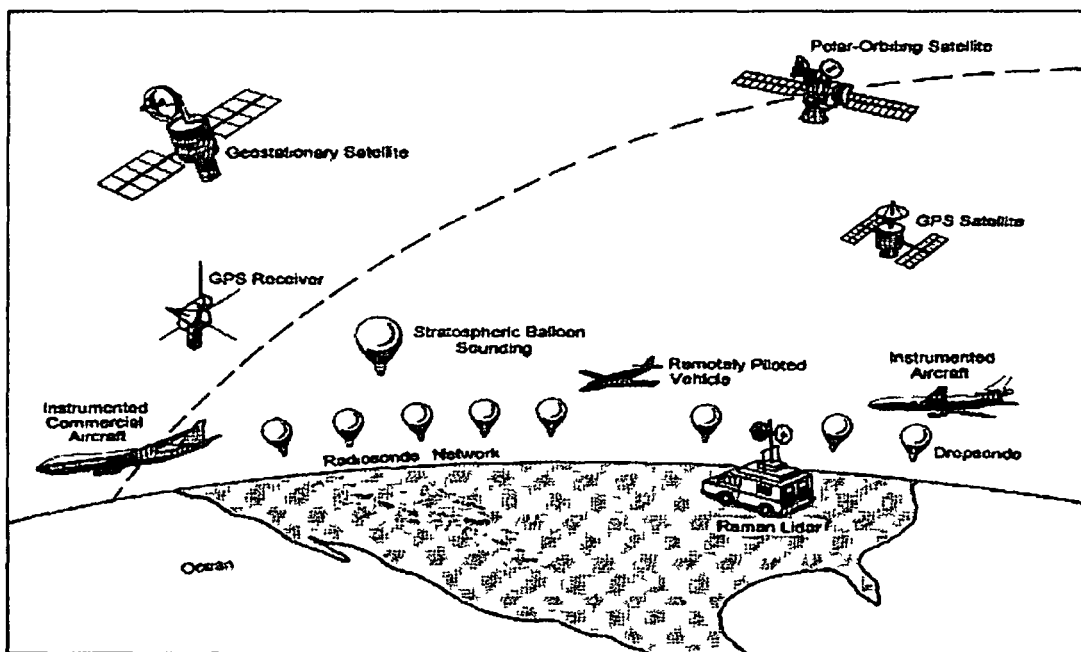 Polar-Orbiting Satellite
Geostationary Satellite
GPS Satellite
GPS Receiver
Stratospheric Balloon
Sounding
Remotely Piloted
Vehicle
Instrumented
Aircraft
Instrumented
Commercial
Aircraft
Radiosonde Network
Dropsonde
Raman Lidar
Ocean